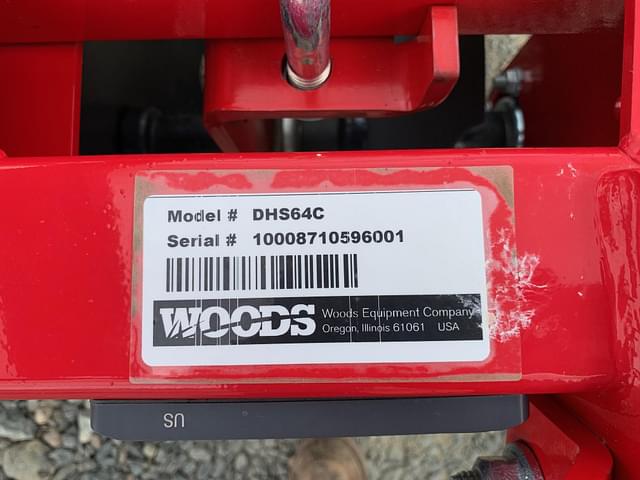 Model # DHS64C
Serial # 10008710596001
WOODS
Woods Equipment Company
Oregon, Illinois 61061 USA
US